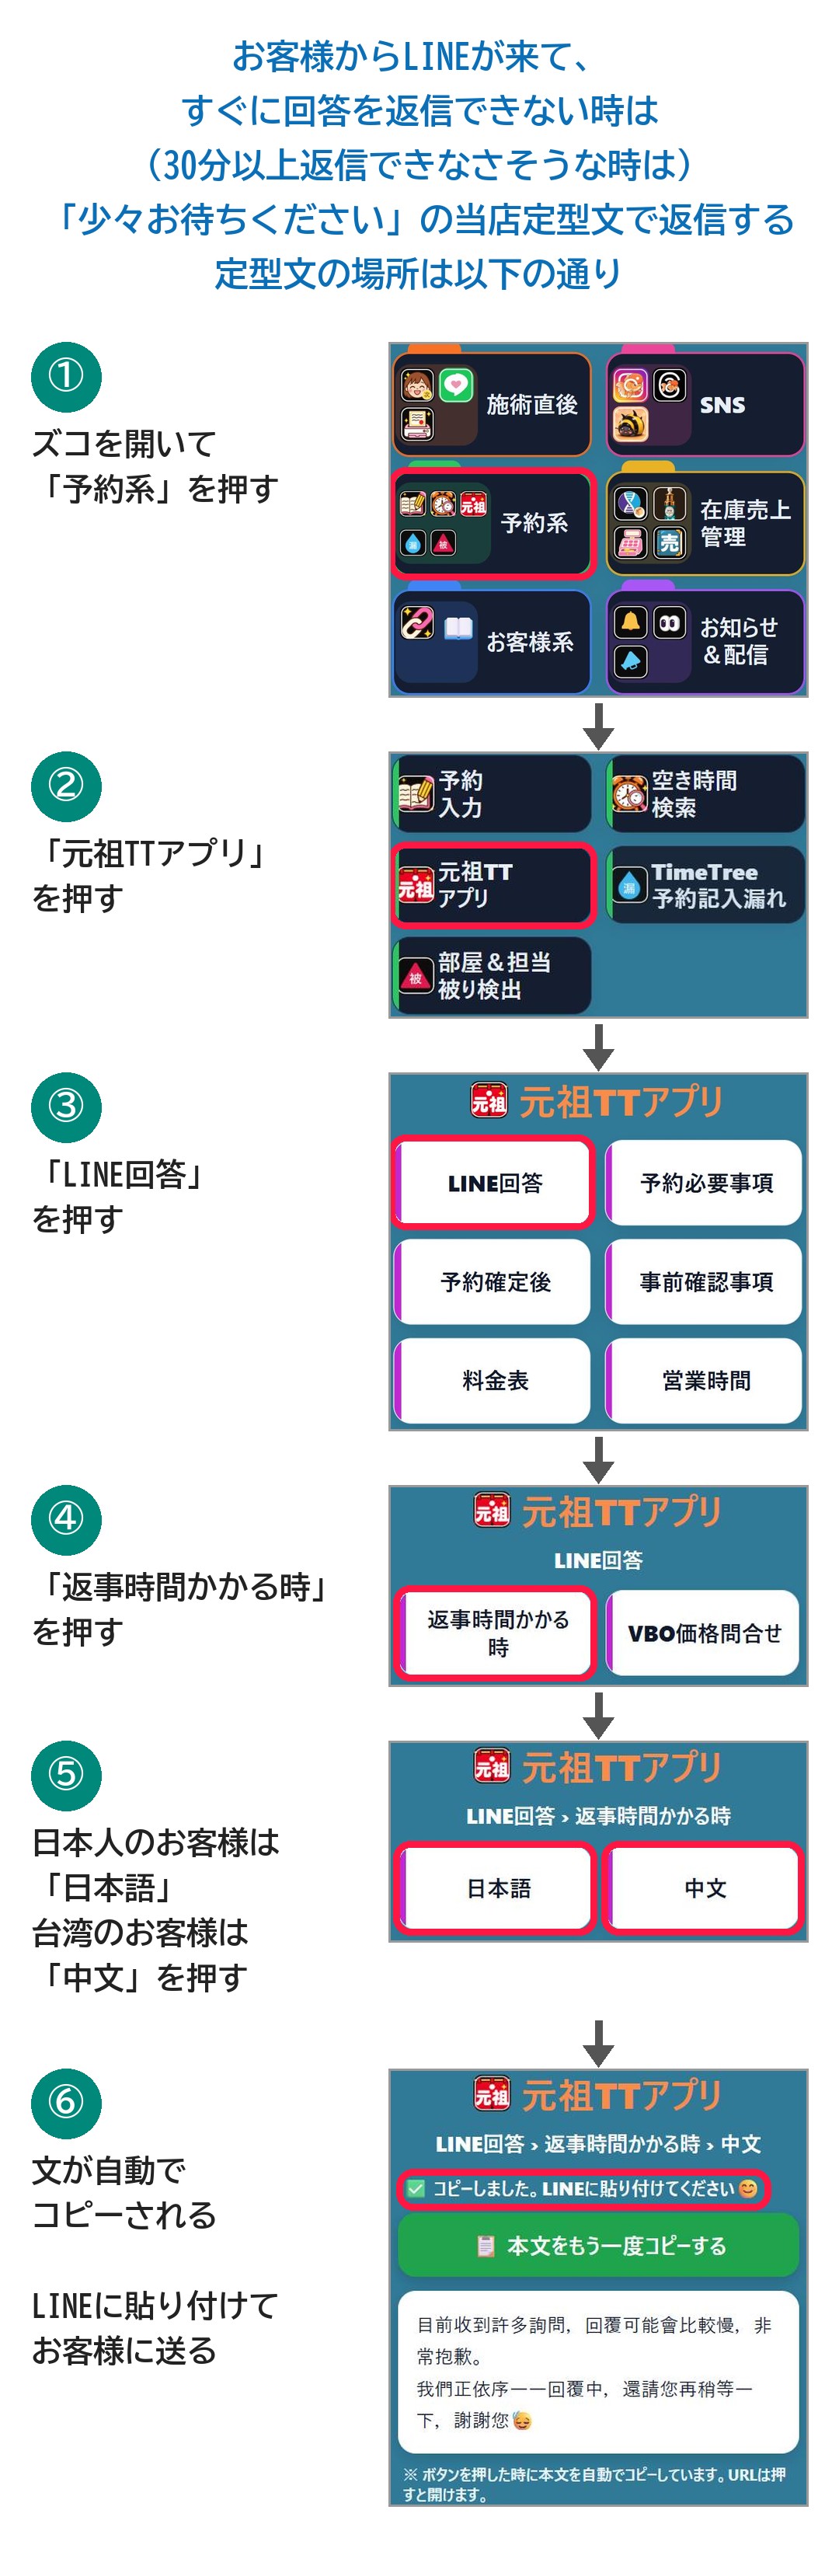 お客様からLINEが来て、
すぐに回答を返信できない時は
（30分以上返信できなさそうな時は）
「少々お待ちください」の当店定型文で返信する
定型文の場所は以下の通り
①
ズコを開いて
「予約系」を押す
施術直後
SNS
元祖
漏
被
予約系
売
在庫売上
管理
お客様系
お知らせ
＆配信
②
「元祖TTアプリ」
を押す
予約
入力
空き時間
検索
元祖
元祖TT
アプリ
漏
TimeTree
予約記入漏れ
被
部屋＆担当
被り検出
③
「LINE回答」
を押す
元祖
元祖TTアプリ
LINE回答
予約必要事項
予約確定後
事前確認事項
料金表
営業時間
④
「返事時間かかる時」
を押す
元祖
元祖TTアプリ
LINE回答
返事時間かかる
時
VBO価格問合せ
⑤
日本人のお客様は
「日本語」
台湾のお客様は
「中文」を押す
元祖
元祖TTアプリ
LINE回答 › 返事時間かかる時
日本語
中文
⑥
文が自動で
コピーされる
LINEに貼り付けて
お客様に送る
元祖
元祖TTアプリ
LINE回答 › 返事時間かかる時 › 中文
✅ コピーしました。LINEに貼り付けてください😊
📋 本文をもう一度コピーする
目前收到許多詢問，回覆可能會比較慢，非
常抱歉。
我們正依序一一回覆中，還請您再稍等一
下，謝謝您😅
※ ボタンを押した時に本文を自動でコピーしています。URLは押
すと開けます。